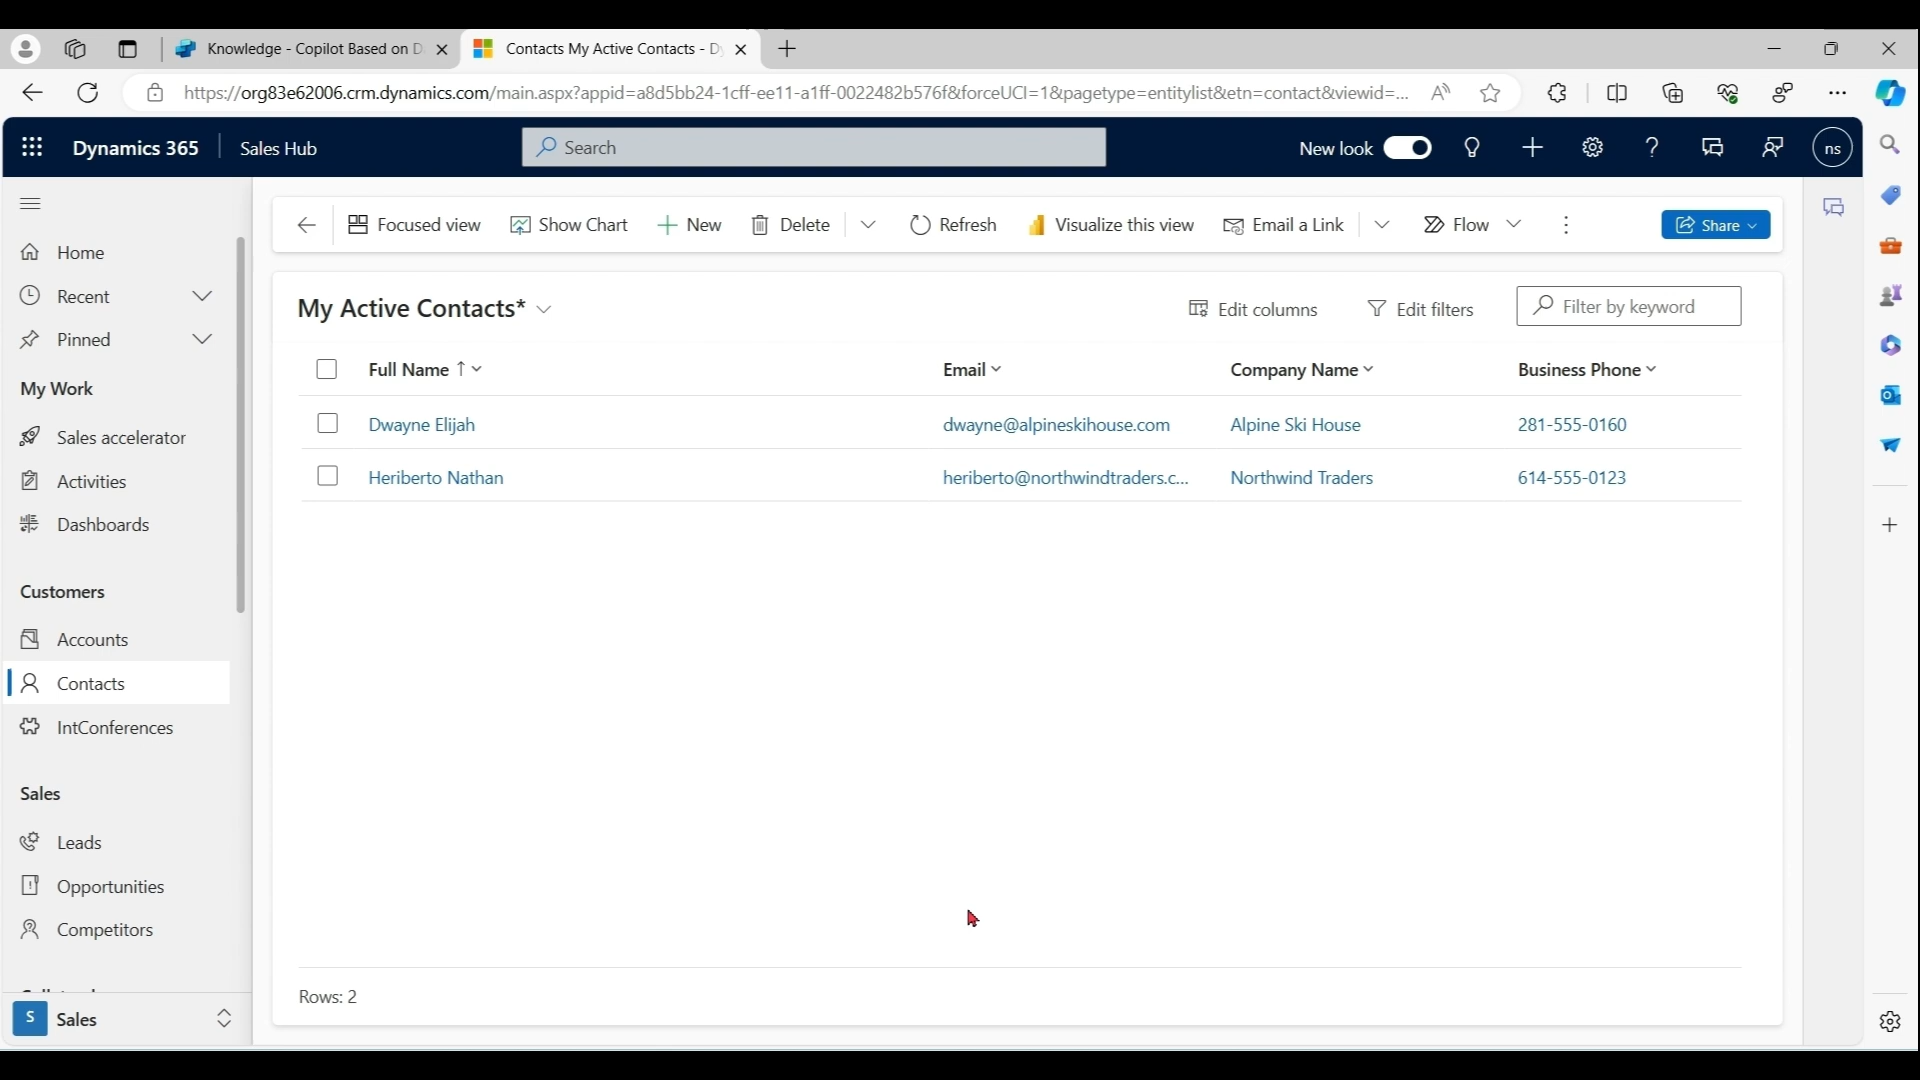 Knowledge - Copilot Based on D
Contacts My Active Contacts - Dy
https://org83e62006.crm.dynamics.com/main.aspx?appid=a8d5bb24-1cff-ee11-a1ff-0022482b576f&forceUCI=1&pagetype=entitylist&etn=contact&viewid=...
Dynamics 365
Sales Hub
Search
New look
ns
Focused view
Show Chart
New
Delete
Refresh
Visualize this view
Email a Link
Flow
Share
Home
Recent
Pinned
My Work
Sales accelerator
Activities
Dashboards
Customers
Accounts
Contacts
IntConferences
Sales
Leads
Opportunities
Competitors
S Sales
My Active Contacts*
Edit columns
Edit filters
Filter by keyword
Full Name Email Company Name Business Phone
Dwayne Elijah dwayne@alpineskihouse.com Alpine Ski House 281-555-0160
Heriberto Nathan heriberto@northwindtraders.c... Northwind Traders 614-555-0123
Rows: 2